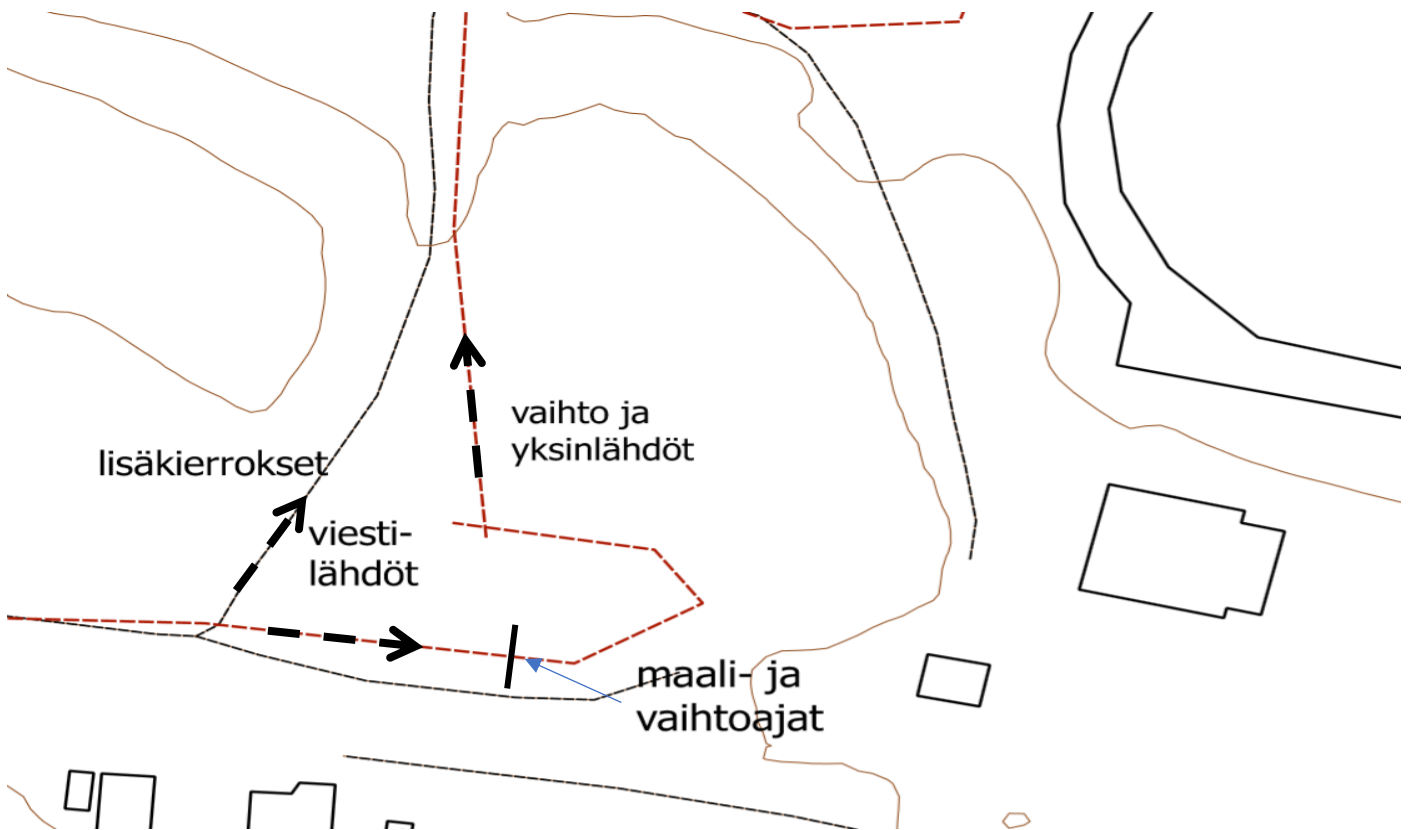 vaihto ja
yksinlähdöt
lisäkierrokset
viesti-
lähdöt
maali- ja
vaihtoajat